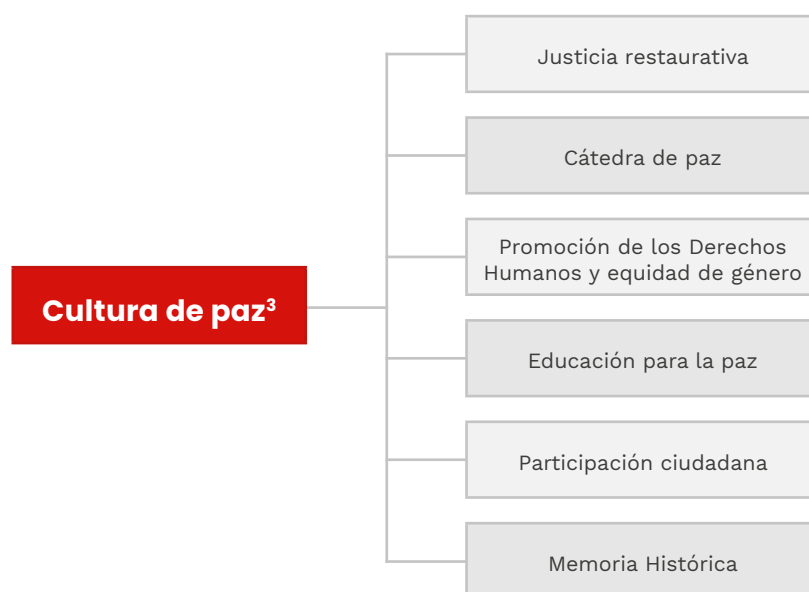 Justicia restaurativa
Cátedra de paz
Promoción de los Derechos
Humanos y equidad de género
Cultura de paz³
Educación para la paz
Participación ciudadana
Memoria Histórica